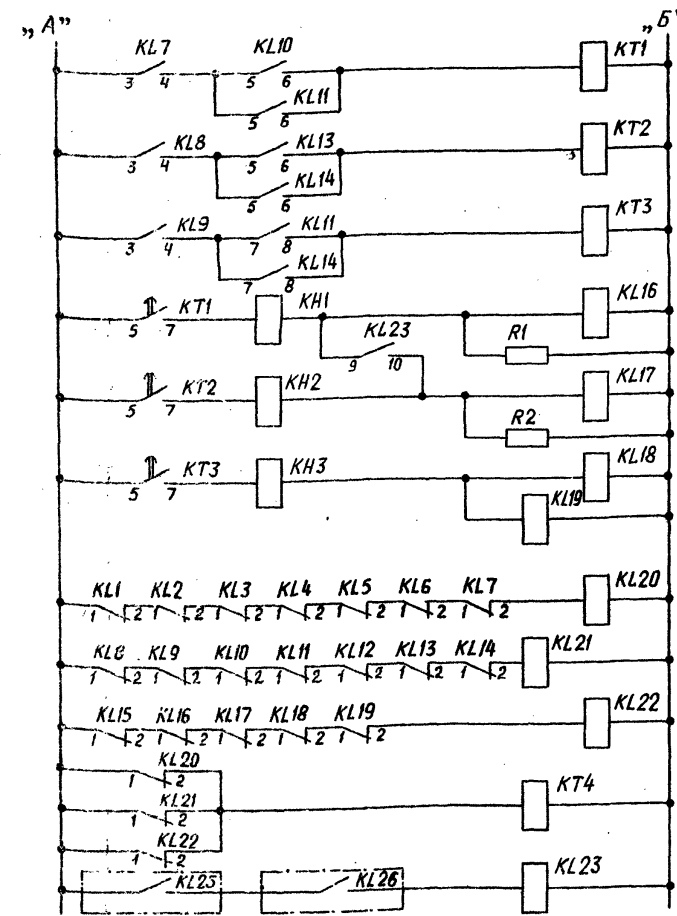 „A” „Б”
KL7 KL10 KT1
3 4 5 6
KL11
5 6
KL8 KL13 KT2
3 4 5 6
KL14
5 6
KL9 KL11 KT3
3 4 7 8
KL14
7 8
KT1 KH1 KL16
5 7
KL23 R1
9 10
KT2 KH2 KL17
5 7
R2
KT3 KH3 KL18
5 7
KL19
KL1 KL2 KL3 KL4 KL5 KL6 KL7 KL20
1 2 1 2 1 2 1 2 1 2 1 2 1 2
KL8 KL9 KL10 KL11 KL12 KL13 KL14 KL21
1 2 1 2 1 2 1 2 1 2 1 2 1 2
KL15 KL16 KL17 KL18 KL19 KL22
1 2 1 2 1 2 1 2 1 2
KL20
1 2
KL21 KT4
1 2
KL22
1 2
KL25 KL26 KL23